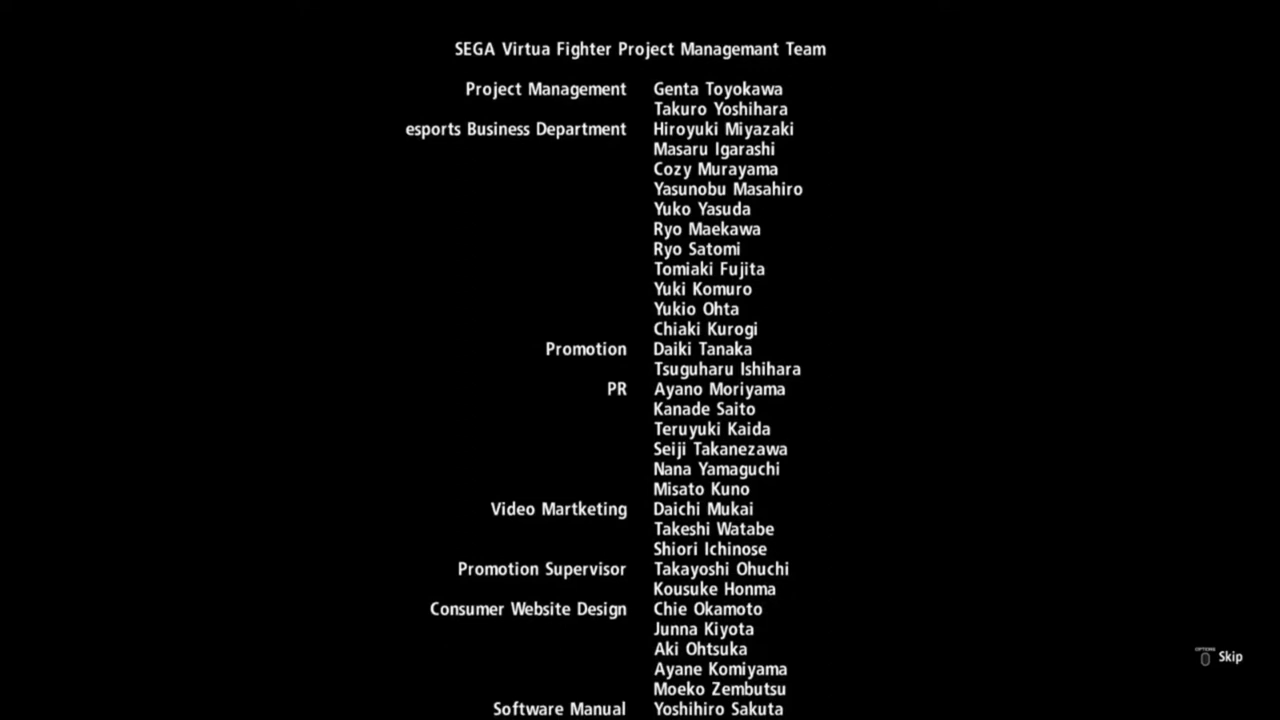 SEGA Virtua Fighter Project Managemant Team
Project Management Genta Toyokawa
Takuro Yoshihara
esports Business Department Hiroyuki Miyazaki
Masaru Igarashi
Cozy Murayama
Yasunobu Masahiro
Yuko Yasuda
Ryo Maekawa
Ryo Satomi
Tomiaki Fujita
Yuki Komuro
Yukio Ohta
Chiaki Kurogi
Promotion Daiki Tanaka
Tsuguharu Ishihara
PR Ayano Moriyama
Kanade Saito
Teruyuki Kaida
Seiji Takanezawa
Nana Yamaguchi
Misato Kuno
Video Martketing Daichi Mukai
Takeshi Watabe
Shiori Ichinose
Promotion Supervisor Takayoshi Ohuchi
Kousuke Honma
Consumer Website Design Chie Okamoto
Junna Kiyota
Aki Ohtsuka
OPTIONS
Skip
Ayane Komiyama
Moeko Zembutsu
Software Manual Yoshihiro Sakuta